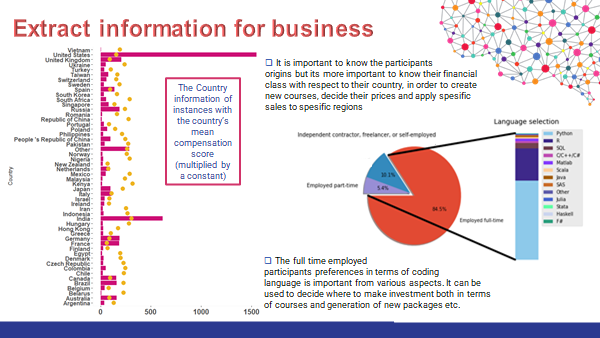 Extract information for business
Vietnam
United States
United Kingdom
Ukraine
Turkey
Taiwan
Switzerland
Sweden
Spain
South Korea
South Africa
Singapore
Russia
Romania
Republic of China
Portugal
Poland
Philippines
People 's Republic of China
Pakistan
Other
Norway
Nigeria
New Zealand
Netherlands
Mexico
Malaysia
Kenya
Japan
Italy
Israel
Ireland
Iran
Indonesia
India
Hungary
Hong Kong
Greece
Germany
France
Finland
Egypt
Denmark
Czech Republic
Colombia
Chile
Canada
Brazil
Belgium
Belarus
Australia
Argentina
Country
0 500 1000 1500
The Country
information of
instances with
the country's
mean
compensation
score
(multiplied by
a constant)
❑ It is important to know the participants
origins but its more important to know their financial
class with respect to their country, in order to create
new courses, decide their prices and apply spesific
sales to spesific regions
Language selection
Independent contractor, freelancer, or self-employed
Employed part-time
Employed full-time
10.1%
5.4%
84.5%
Python
R
SQL
C/C++/C#
Matlab
Scala
Java
SAS
Other
Julia
Stata
Haskell
F#
❑ The full time employed
participants preferences in terms of coding
language is important from various aspects. It can be
used to decide where to make investment both in terms
of courses and generation of new packages etc.